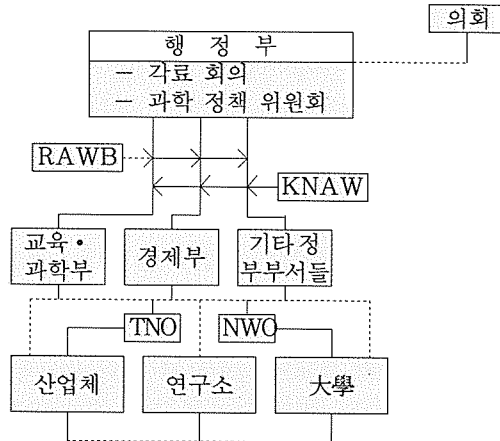 의회
행 정 부
- 각료 회의
- 과학 정책 위원회
RAWB
KNAW
교육·
과학부
경제부
기타정
부부서들
TNO
NWO
산업체
연구소
大學